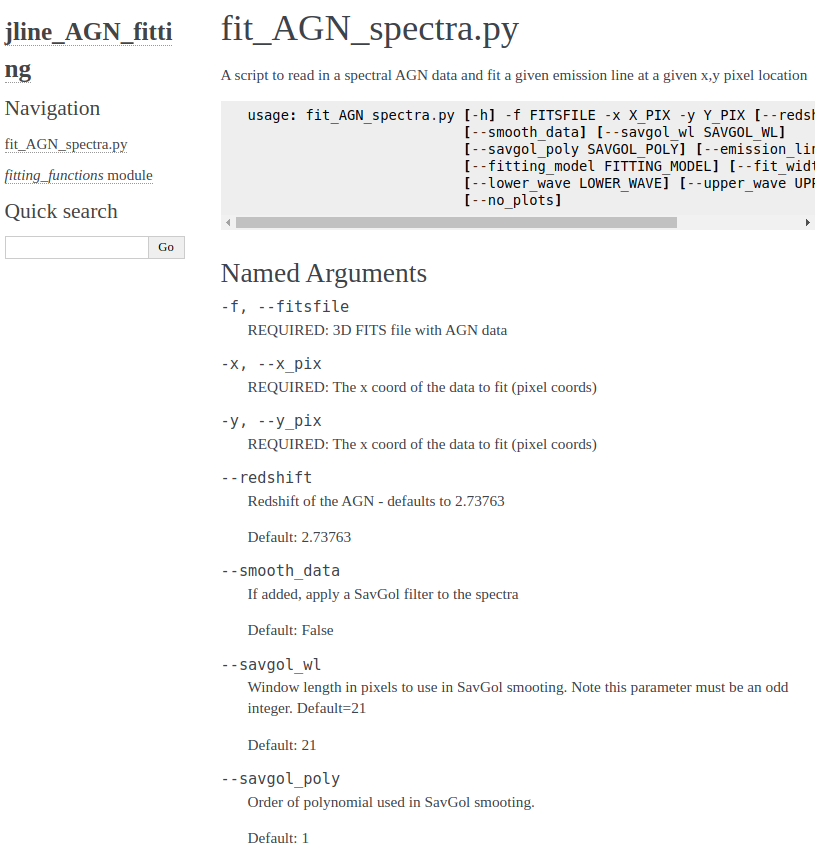 jline_AGN_fitti
ng
Navigation
fit_AGN_spectra.py
fitting_functions module
Quick search
Go
fit_AGN_spectra.py
A script to read in a spectral AGN data and fit a given emission line at a given x,y pixel location
usage: fit_AGN_spectra.py [-h] -f FITSFILE -x X_PIX -y Y_PIX [--redsh
[--smooth_data] [--savgol_wl SAVGOL_WL]
[--savgol_poly SAVGOL_POLY] [--emission_lin
[--fitting_model FITTING_MODEL] [--fit_widt
[--lower_wave LOWER_WAVE] [--upper_wave UPP
[--no_plots]
Named Arguments
-f, --fitsfile
REQUIRED: 3D FITS file with AGN data
-x, --x_pix
REQUIRED: The x coord of the data to fit (pixel coords)
-y, --y_pix
REQUIRED: The x coord of the data to fit (pixel coords)
--redshift
Redshift of the AGN - defaults to 2.73763
Default: 2.73763
--smooth_data
If added, apply a SavGol filter to the spectra
Default: False
--savgol_wl
Window length in pixels to use in SavGol smooting. Note this parameter must be an odd
integer. Default=21
Default: 21
--savgol_poly
Order of polynomial used in SavGol smooting.
Default: 1